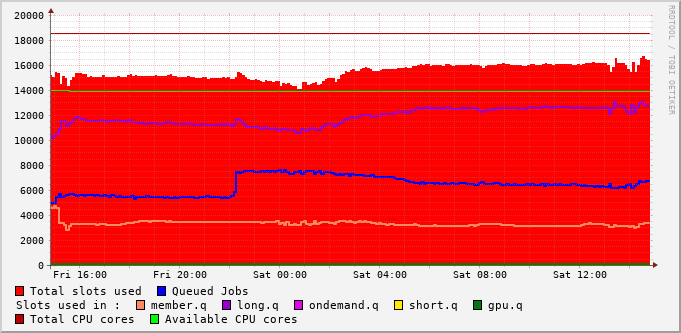 20000
18000
16000
14000
12000
10000
8000
6000
4000
2000
0
Fri 16:00 Fri 20:00 Sat 00:00 Sat 04:00 Sat 08:00 Sat 12:00
RRDTOOL / TOBI OETIKER
Total slots used Queued Jobs
Slots used in : member.q long.q ondemand.q short.q gpu.q
Total CPU cores Available CPU cores